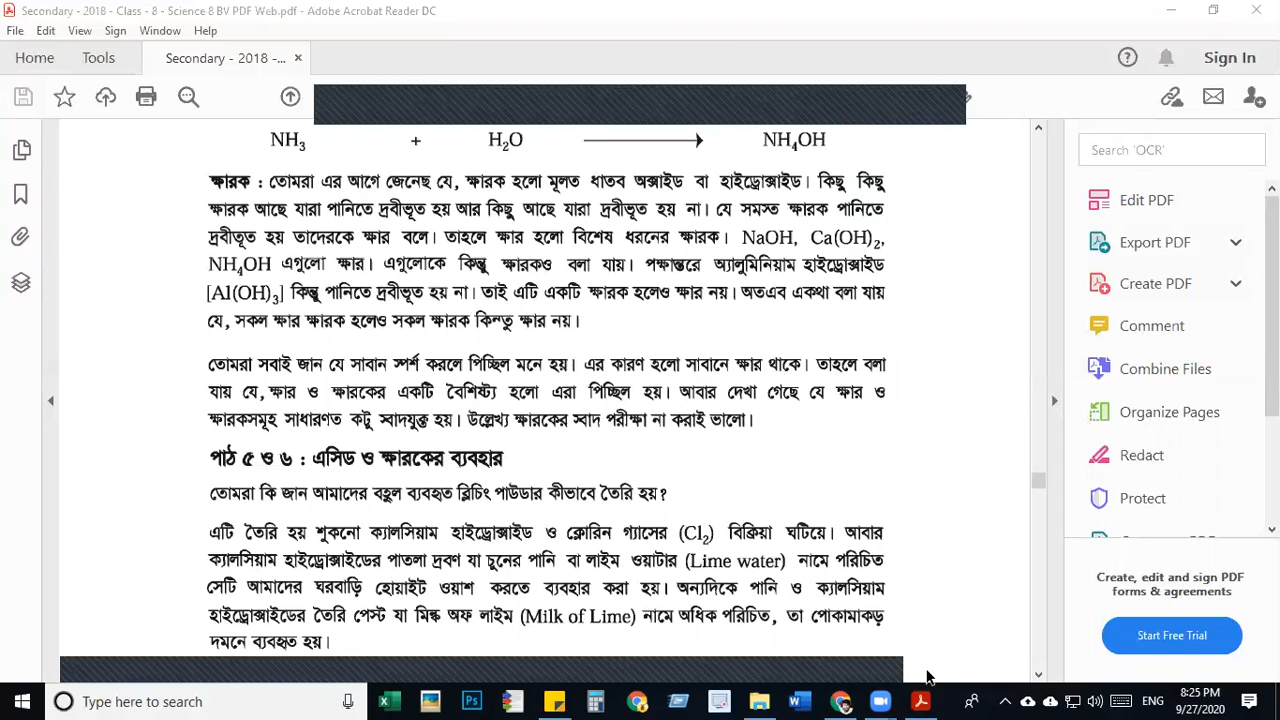 Secondary - 2018 - Class - 8 - Science 8 BV PDF Web.pdf - Adobe Acrobat Reader DC
File Edit View Sign Window Help
Home Tools Secondary - 2018 -... × Sign In
NH₃ + H₂O → NH₄OH
Search 'OCR'
ক্ষারক : তোমরা এর আগে জেনেছ যে, ক্ষারক হলো মূলত ধাতব অক্সাইড বা হাইড্রোক্সাইড। কিছু কিছু
ক্ষারক আছে যারা পানিতে দ্রবীভূত হয় আর কিছু আছে যারা দ্রবীভূত হয় না। যে সমস্ত ক্ষারক পানিতে
দ্রবীভূত হয় তাদেরকে ক্ষার বলে। তাহলে ক্ষার হলো বিশেষ ধরনের ক্ষারক। NaOH, Ca(OH)₂,
NH₄OH এগুলো ক্ষার। এগুলোকে কিন্তু ক্ষারকও বলা যায়। পক্ষান্তরে অ্যালুমিনিয়াম হাইড্রোক্সাইড
[Al(OH)₃] কিন্তু পানিতে দ্রবীভূত হয় না। তাই এটি একটি ক্ষারক হলেও ক্ষার নয়। অতএব একথা বলা যায়
যে, সকল ক্ষার ক্ষারক হলেও সকল ক্ষারক কিন্তু ক্ষার নয়।
তোমরা সবাই জান যে সাবান স্পর্শ করলে পিচ্ছিল মনে হয়। এর কারণ হলো সাবানে ক্ষার থাকে। তাহলে বলা
যায় যে, ক্ষার ও ক্ষারকের একটি বৈশিষ্ট্য হলো এরা পিচ্ছিল হয়। আবার দেখা গেছে যে ক্ষার ও
ক্ষারকসমূহ সাধারণত কটু স্বাদযুক্ত হয়। উল্লেখ্য ক্ষারকের স্বাদ পরীক্ষা না করাই ভালো।
পাঠ ৫ ও ৬ : এসিড ও ক্ষারকের ব্যবহার
তোমরা কি জান আমাদের বহুল ব্যবহৃত ব্লিচিং পাউডার কীভাবে তৈরি হয়?
এটি তৈরি হয় শুকনো ক্যালসিয়াম হাইড্রোক্সাইড ও ক্লোরিন গ্যাসের (Cl₂) বিক্রিয়া ঘটিয়ে। আবার
ক্যালসিয়াম হাইড্রোক্সাইডের পাতলা দ্রবণ যা চুনের পানি বা লাইম ওয়াটার (Lime water) নামে পরিচিত
সেটি আমাদের ঘরবাড়ি হোয়াইট ওয়াশ করতে ব্যবহার করা হয়। অন্যদিকে পানি ও ক্যালসিয়াম
হাইড্রোক্সাইডের তৈরি পেস্ট যা মিল্ক অফ লাইম (Milk of Lime) নামে অধিক পরিচিত, তা পোকামাকড়
দমনে ব্যবহৃত হয়।
Edit PDF
Export PDF
Create PDF
Comment
Combine Files
Organize Pages
Redact
Protect
Create, edit and sign PDF
forms & agreements
Start Free Trial
Type here to search
ENG
8:25 PM
9/27/2020